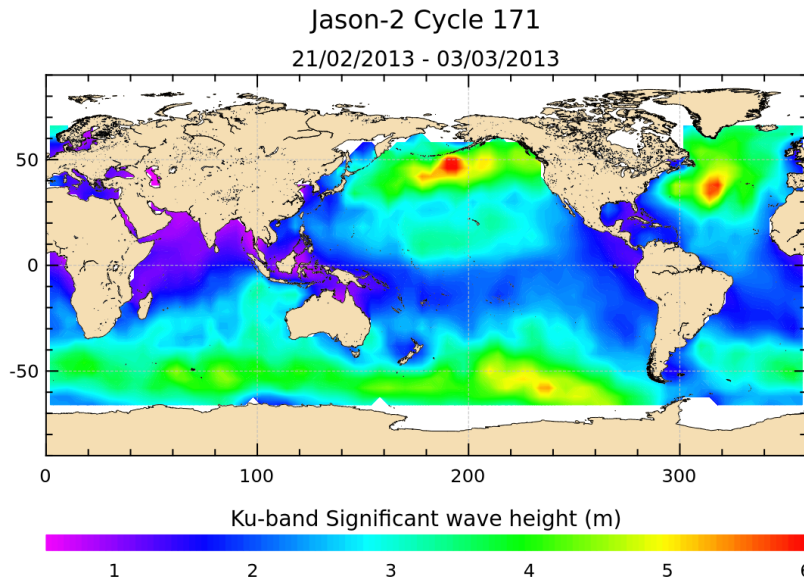 Jason-2 Cycle 171
21/02/2013 - 03/03/2013
50
0
-50
0 100 200 300
Ku-band Significant wave height (m)
1 2 3 4 5 6